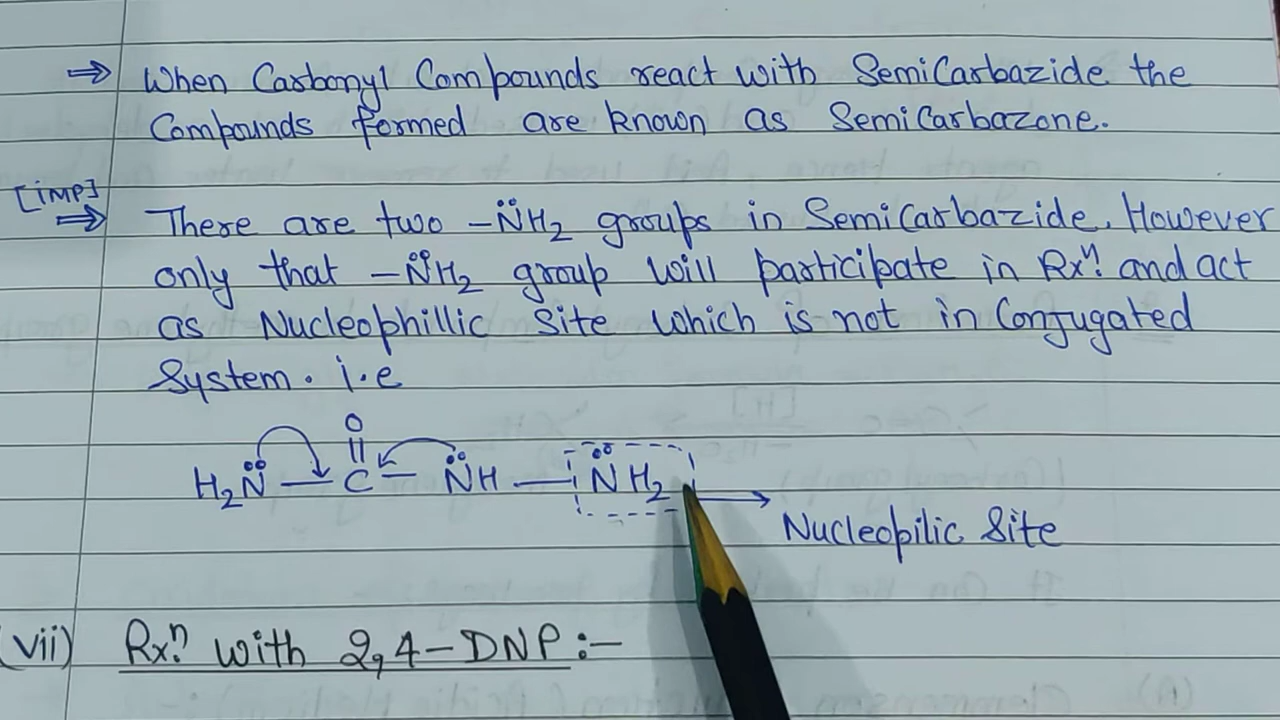 ⇒ When Carbonyl Compounds react with SemiCarbazide the
Compounds formed are known as SemiCarbazone.
[imp]
⇒ There are two –N̈H₂ groups in SemiCarbazide. However
only that –N̈H₂ group will participate in Rxⁿ. and act
as Nucleophillic Site which is not in Conjugated
System. i.e
O
H₂N̈ — C — N̈H — N̈H₂ →
Nucleopilic Site
(vii) Rxⁿ. with 2,4-DNP:-